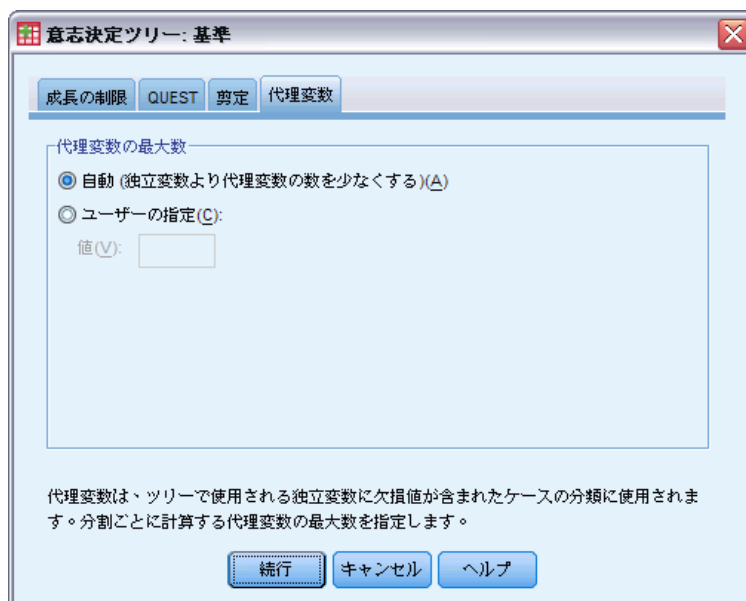 意志決定ツリー: 基準
成長の制限 QUEST 剪定 代理変数
代理変数の最大数
自動 (独立変数より代理変数の数を少なくする)(A)
ユーザーの指定(C):
値(V):
代理変数は、ツリーで使用される独立変数に欠損値が含まれたケースの分類に使用されま
す。分割ごとに計算する代理変数の最大数を指定します。
続行 キャンセル ヘルプ